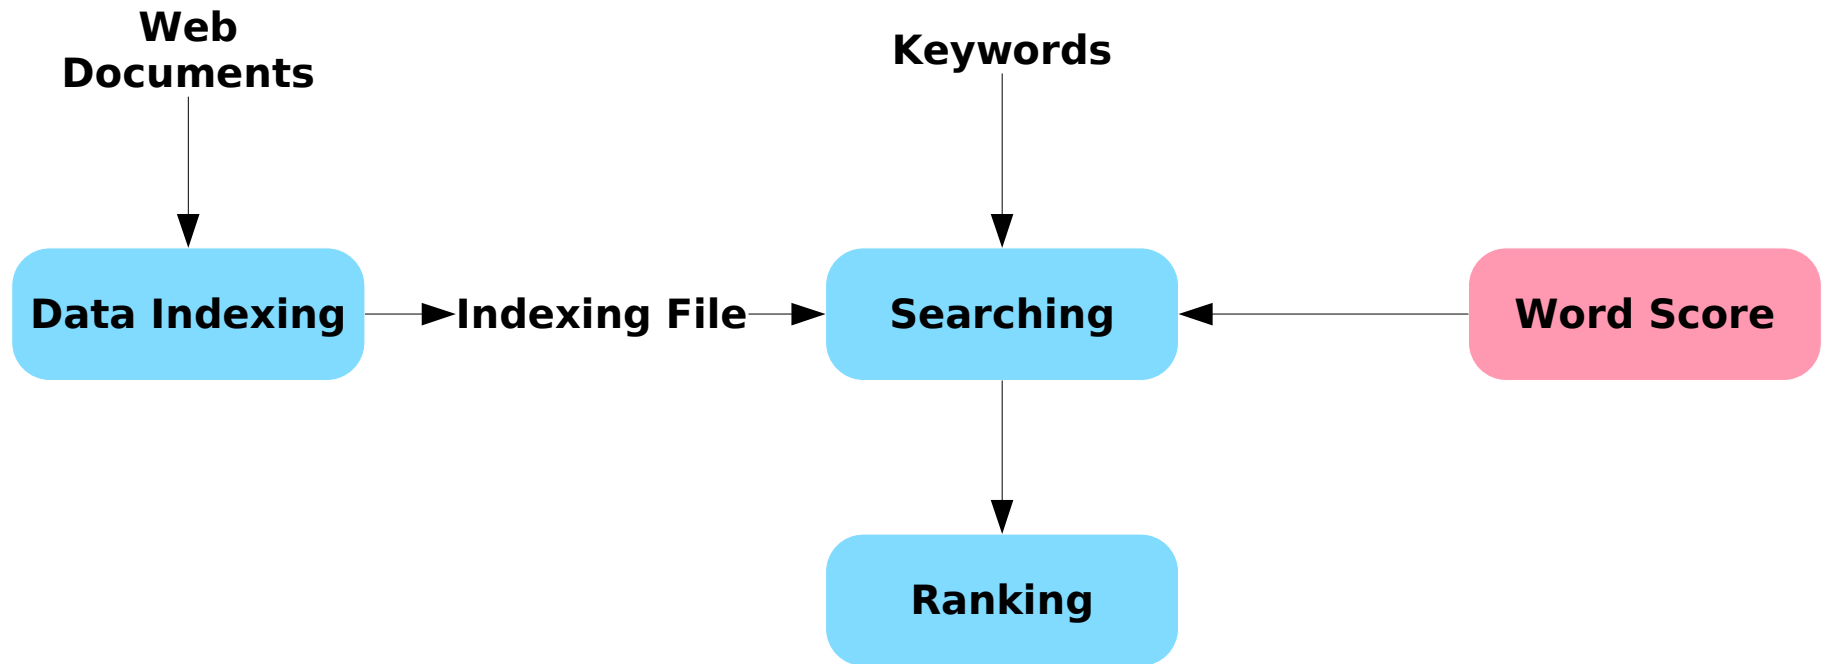 Web
Documents
Keywords
Data Indexing
Indexing File
Searching
Word Score
Ranking